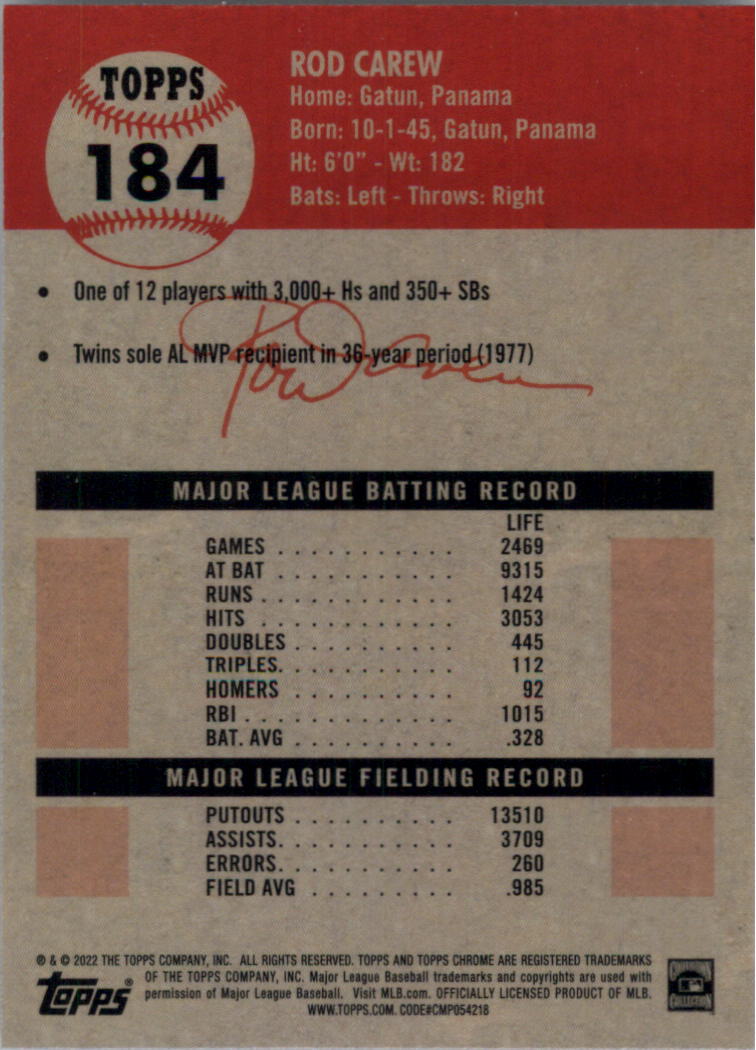 TOPPS
184
ROD CAREW
Home: Gatun, Panama
Born: 10-1-45, Gatun, Panama
Ht: 6'0" - Wt: 182
Bats: Left - Throws: Right
• One of 12 players with 3,000+ Hs and 350+ SBs
• Twins sole AL MVP recipient in 36-year period (1977)
Rod Carew
MAJOR LEAGUE BATTING RECORD
LIFE
GAMES . . . . . . . . . . . 2469
AT BAT . . . . . . . . . . . 9315
RUNS . . . . . . . . . . . . 1424
HITS . . . . . . . . . . . . 3053
DOUBLES . . . . . . . . . . 445
TRIPLES. . . . . . . . . . . 112
HOMERS . . . . . . . . . . 92
RBI . . . . . . . . . . . . . 1015
BAT. AVG . . . . . . . . . . .328
MAJOR LEAGUE FIELDING RECORD
PUTOUTS . . . . . . . . . . 13510
ASSISTS. . . . . . . . . . . 3709
ERRORS. . . . . . . . . . . 260
FIELD AVG . . . . . . . . . .985
® & © 2022 THE TOPPS COMPANY, INC. ALL RIGHTS RESERVED. TOPPS AND TOPPS CHROME ARE REGISTERED TRADEMARKS
OF THE TOPPS COMPANY, INC. Major League Baseball trademarks and copyrights are used with
permission of Major League Baseball. Visit MLB.com. OFFICIALLY LICENSED PRODUCT OF MLB.
WWW.TOPPS.COM. CODE#CMP054218
topps®
COOPERSTOWN
COLLECTION